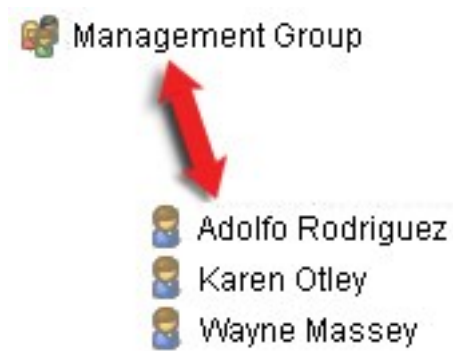 Management Group
Adolfo Rodriguez
Karen Otley
Wayne Massey